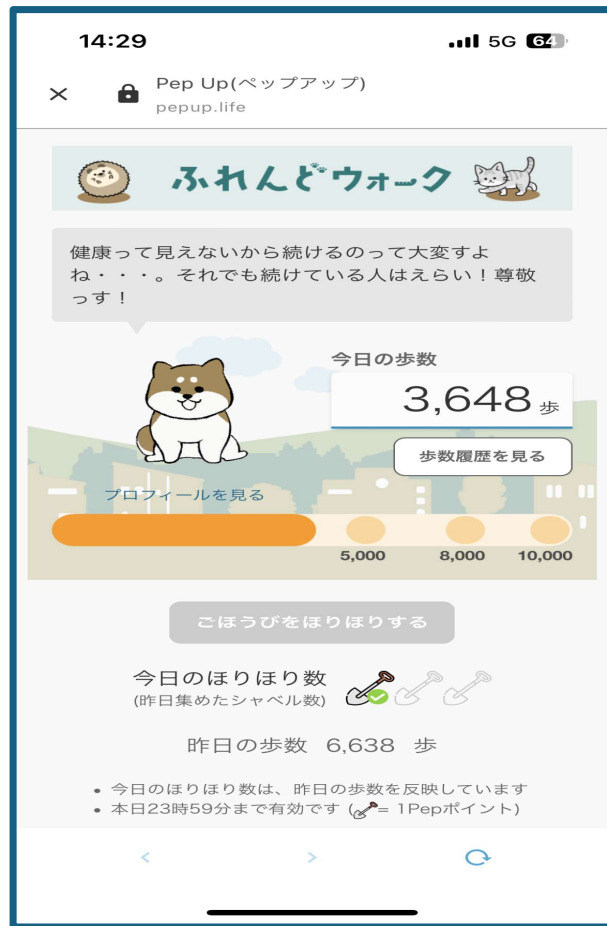 14:29
5G 64
Pep Up(ペップアップ)
pepup.life
ふれんどウォーク
健康って見えないから続けるのって大変すよ
ね・・・。それでも続けている人はえらい！尊敬
っす！
今日の歩数
3,648 歩
歩数履歴を見る
プロフィールを見る
5,000 8,000 10,000
ごほうびをほりほりする
今日のほりほり数
(昨日集めたシャベル数)
昨日の歩数 6,638 歩
• 今日のほりほり数は、昨日の歩数を反映しています
• 本日23時59分まで有効です (= 1Pepポイント)